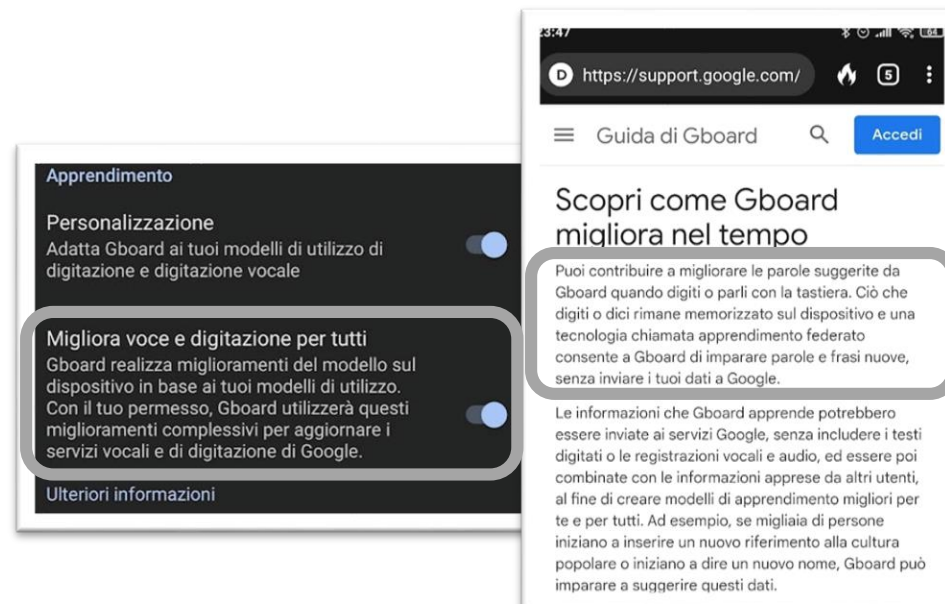 Apprendimento
Personalizzazione
Adatta Gboard ai tuoi modelli di utilizzo di
digitazione e digitazione vocale
Migliora voce e digitazione per tutti
Gboard realizza miglioramenti del modello sul
dispositivo in base ai tuoi modelli di utilizzo.
Con il tuo permesso, Gboard utilizzerà questi
miglioramenti complessivi per aggiornare i
servizi vocali e di digitazione di Google.
Ulteriori informazioni
23:47
64
D https://support.google.com/ 5
Guida di Gboard Accedi
Scopri come Gboard
migliora nel tempo
Puoi contribuire a migliorare le parole suggerite da
Gboard quando digiti o parli con la tastiera. Ciò che
digiti o dici rimane memorizzato sul dispositivo e una
tecnologia chiamata apprendimento federato
consente a Gboard di imparare parole e frasi nuove,
senza inviare i tuoi dati a Google.
Le informazioni che Gboard apprende potrebbero
essere inviate ai servizi Google, senza includere i testi
digitati o le registrazioni vocali e audio, ed essere poi
combinate con le informazioni apprese da altri utenti,
al fine di creare modelli di apprendimento migliori per
te e per tutti. Ad esempio, se migliaia di persone
iniziano a inserire un nuovo riferimento alla cultura
popolare o iniziano a dire un nuovo nome, Gboard può
imparare a suggerire questi dati.